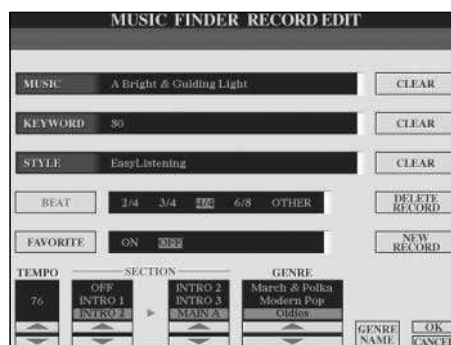 MUSIC FINDER RECORD EDIT
MUSIC A Bright & Guiding Light CLEAR
KEYWORD 80 CLEAR
STYLE EasyListening CLEAR
BEAT 2/4 3/4 4/4 6/8 OTHER DELETE RECORD
FAVORITE ON OFF NEW RECORD
TEMPO SECTION GENRE
OFF INTRO 2 March & Polka
76 INTRO 1 INTRO 3 Modern Pop
INTRO 2 MAIN A Oldies
GENRE NAME OK
CANCEL